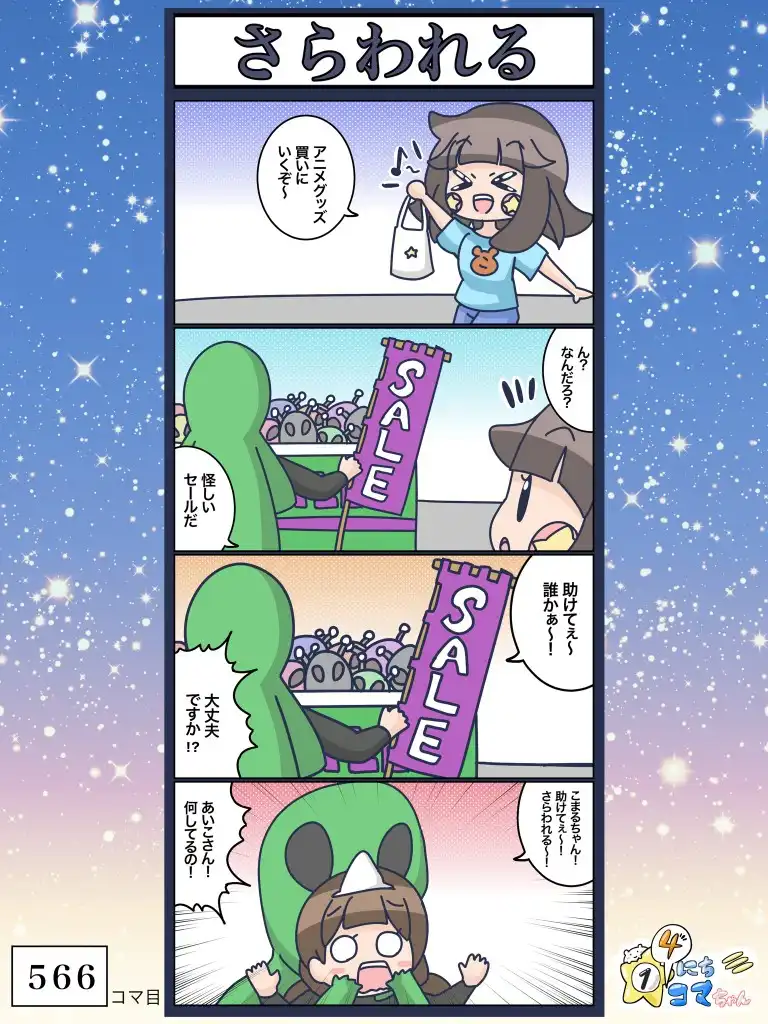 さらわれる
アニメグッズ
買いに
いくぞ〜
ん?
なんだろ?
SALE
怪しい
セールだ
助けてぇ〜
誰かぁ〜!
SALE
大丈夫
ですか!?
こまるちゃん!
助けてぇ〜!
さらわれる〜!
あいこさん!
何してるの!
566
コマ目
1
4
にち
コマ
ちゃん